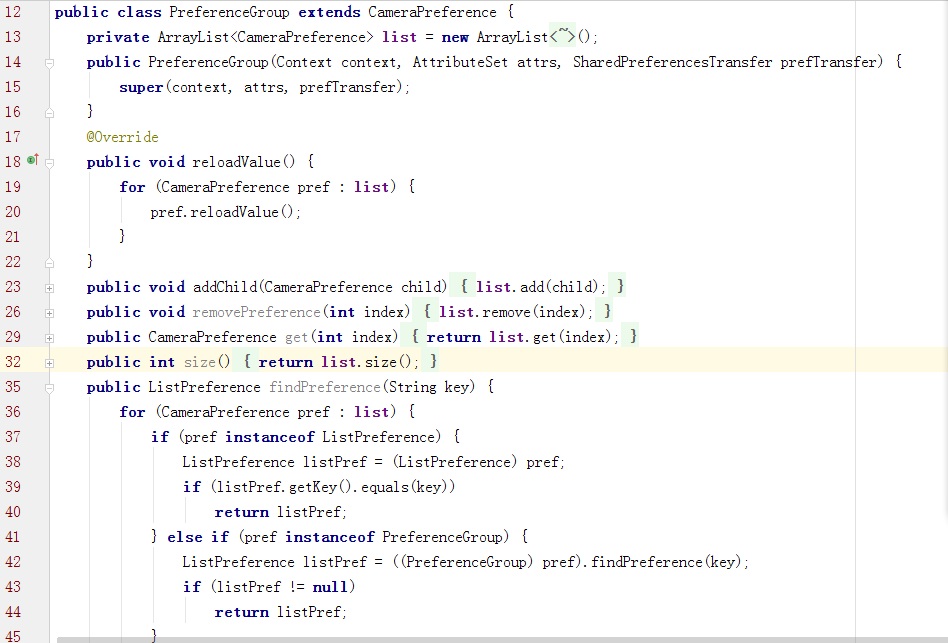 12 public class PreferenceGroup extends CameraPreference {
13 private ArrayList<CameraPreference> list = new ArrayList<~>();
14 public PreferenceGroup(Context context, AttributeSet attrs, SharedPreferencesTransfer prefTransfer) {
15 super(context, attrs, prefTransfer);
16 }
17 @Override
18 public void reloadValue() {
19 for (CameraPreference pref : list) {
20 pref.reloadValue();
21 }
22 }
23 public void addChild(CameraPreference child) { list.add(child); }
26 public void removePreference(int index) { list.remove(index); }
29 public CameraPreference get(int index) { return list.get(index); }
32 public int size() { return list.size(); }
35 public ListPreference findPreference(String key) {
36 for (CameraPreference pref : list) {
37 if (pref instanceof ListPreference) {
38 ListPreference listPref = (ListPreference) pref;
39 if (listPref.getKey().equals(key))
40 return listPref;
41 } else if (pref instanceof PreferenceGroup) {
42 ListPreference listPref = ((PreferenceGroup) pref).findPreference(key);
43 if (listPref != null)
44 return listPref;
45 }